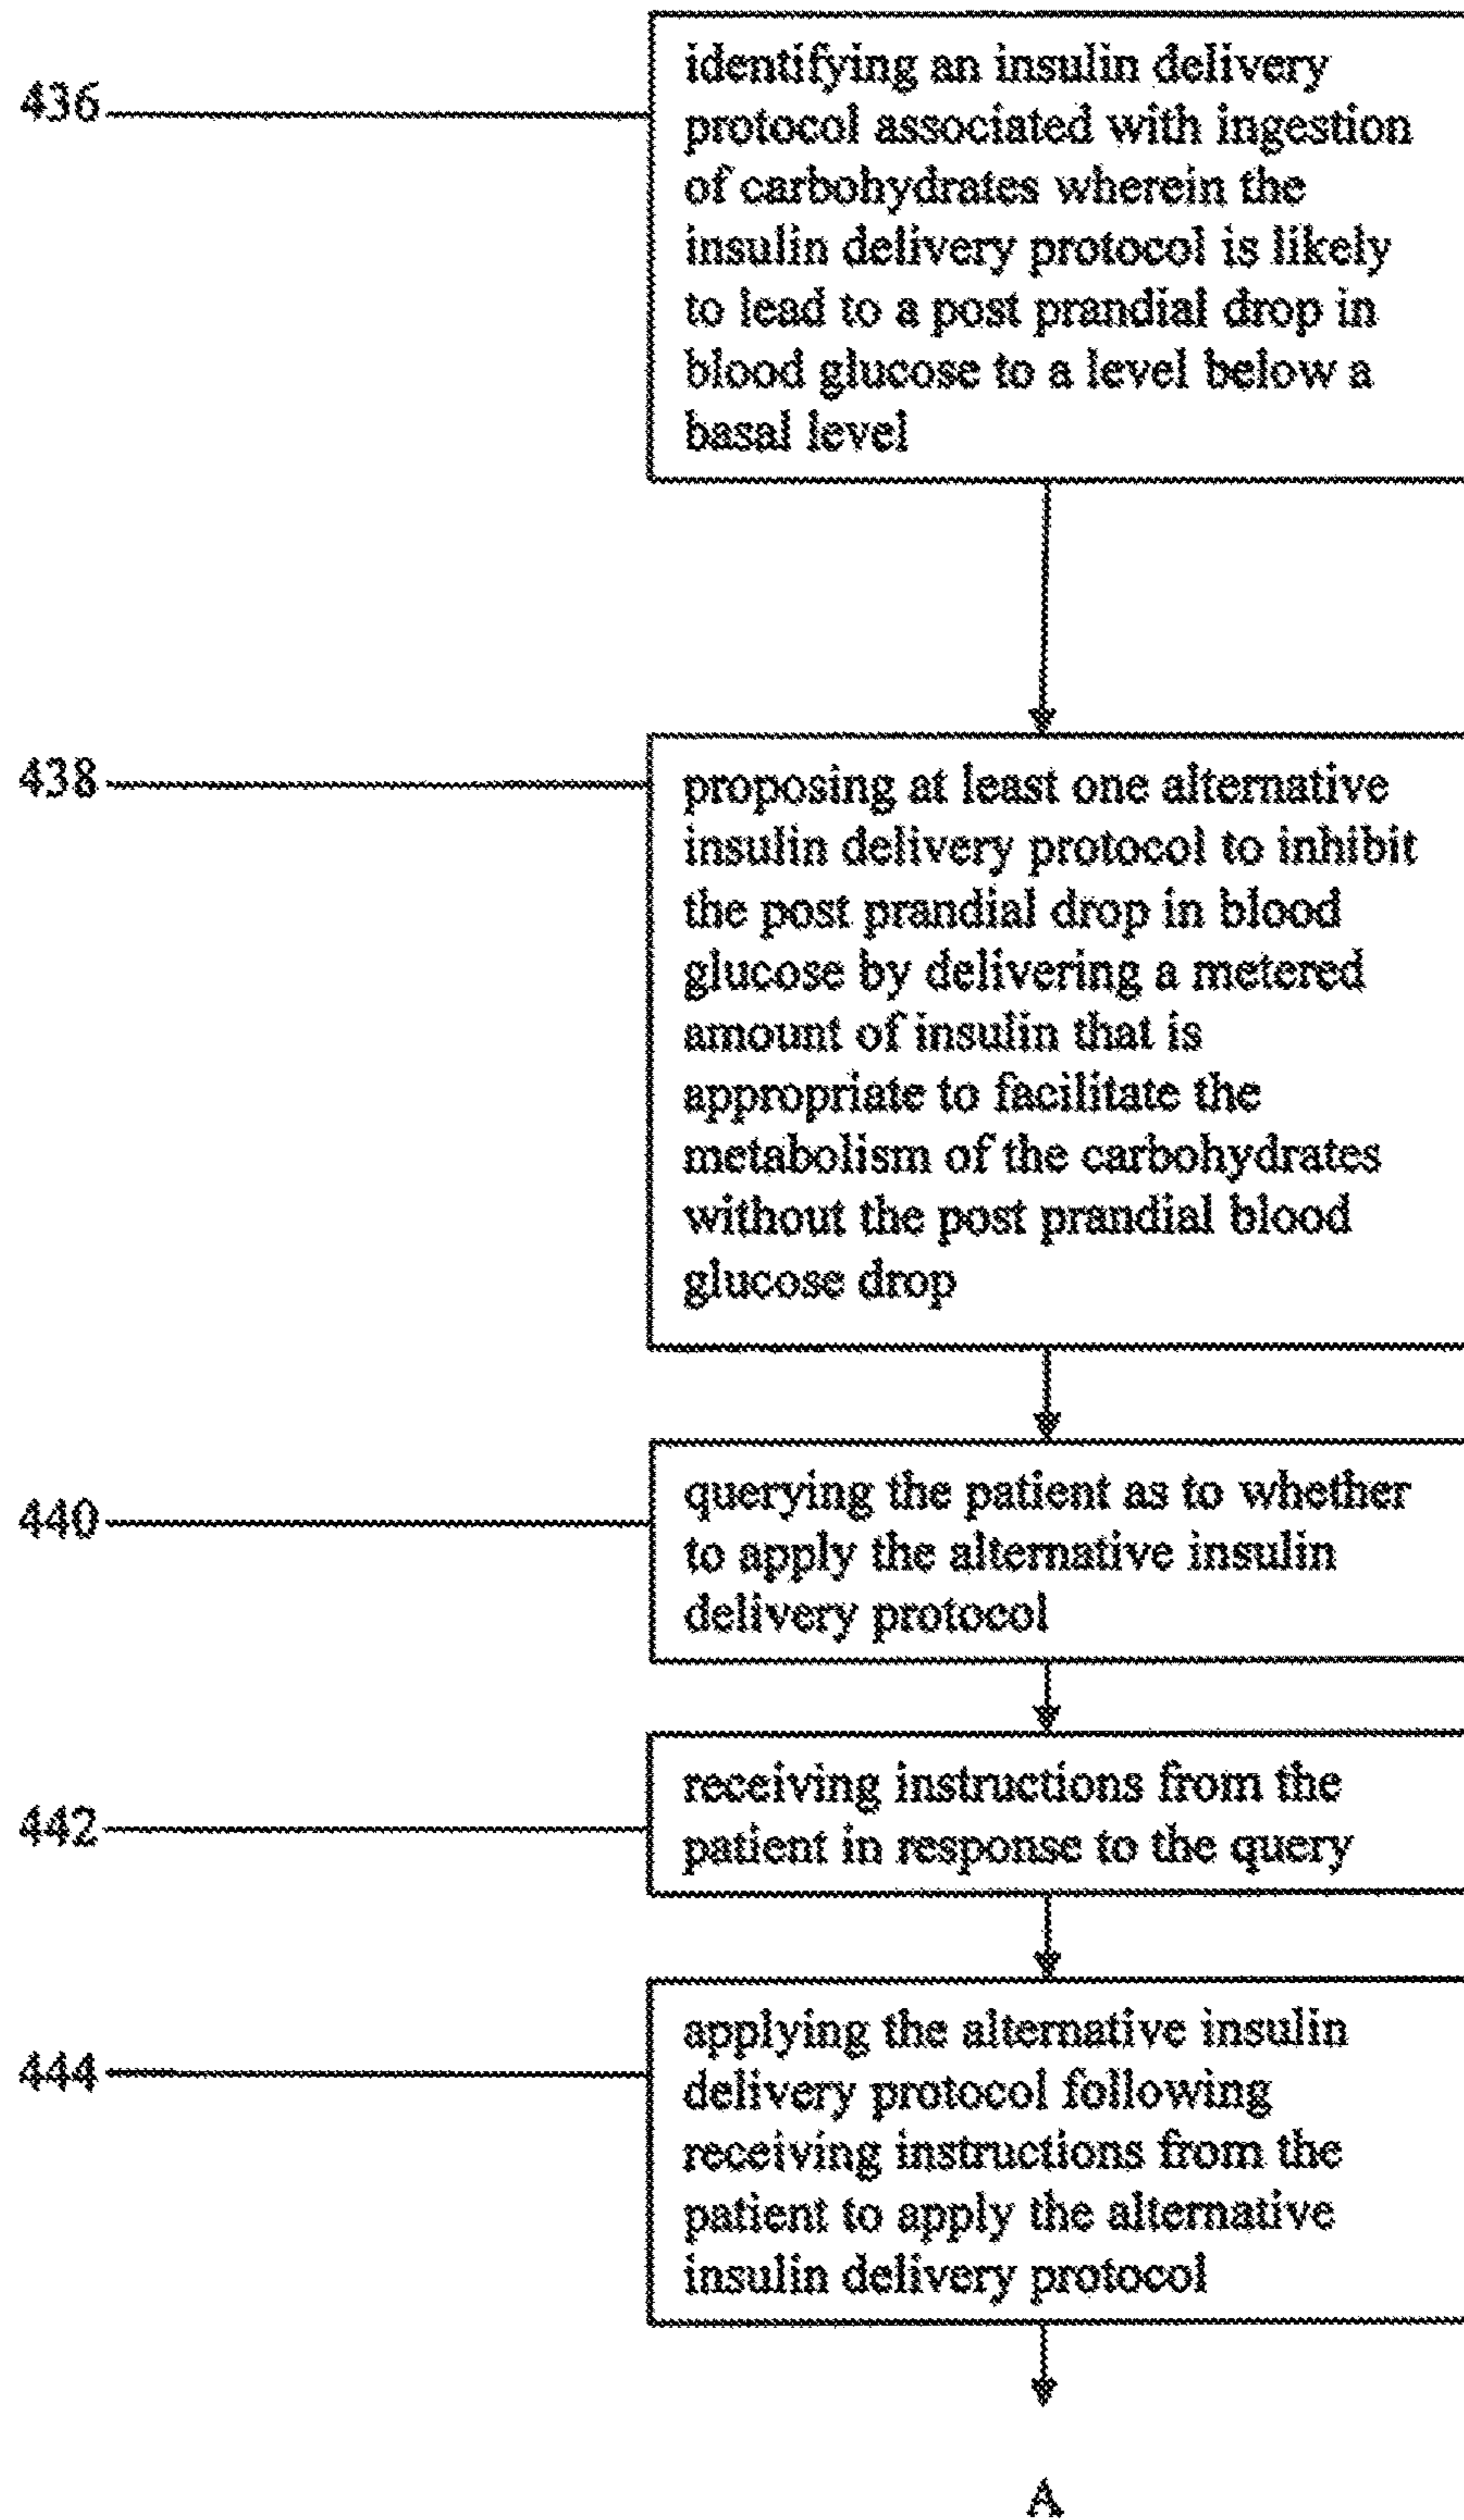 436
identifying an insulin delivery
protocol associated with ingestion
of carbohydrates wherein the
insulin delivery protocol is likely
to lead to a post prandial drop in
blood glucose to a level below a
basal level
438
proposing at least one alternative
insulin delivery protocol to inhibit
the post prandial drop in blood
glucose by delivering a metered
amount of insulin that is
appropriate to facilitate the
metabolism of the carbohydrates
without the post prandial blood
glucose drop
440
querying the patient as to whether
to apply the alternative insulin
delivery protocol
442
receiving instructions from the
patient in response to the query
444
applying the alternative insulin
delivery protocol following
receiving instructions from the
patient to apply the alternative
insulin delivery protocol
A